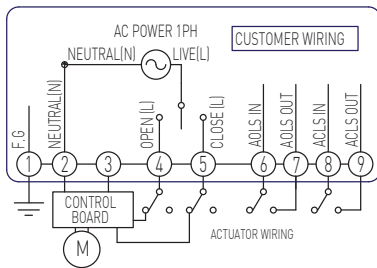 AC POWER 1PH
CUSTOMER WIRING
NEUTRAL(N)
LIVE(L)
F.G
NEUTRAL(N)
OPEN (L)
CLOSE (L)
AOLS IN
AOLS OUT
ACLS IN
ACLS OUT
1
2
3
4
5
6
7
8
9
CONTROL
BOARD
M
ACTUATOR WIRING